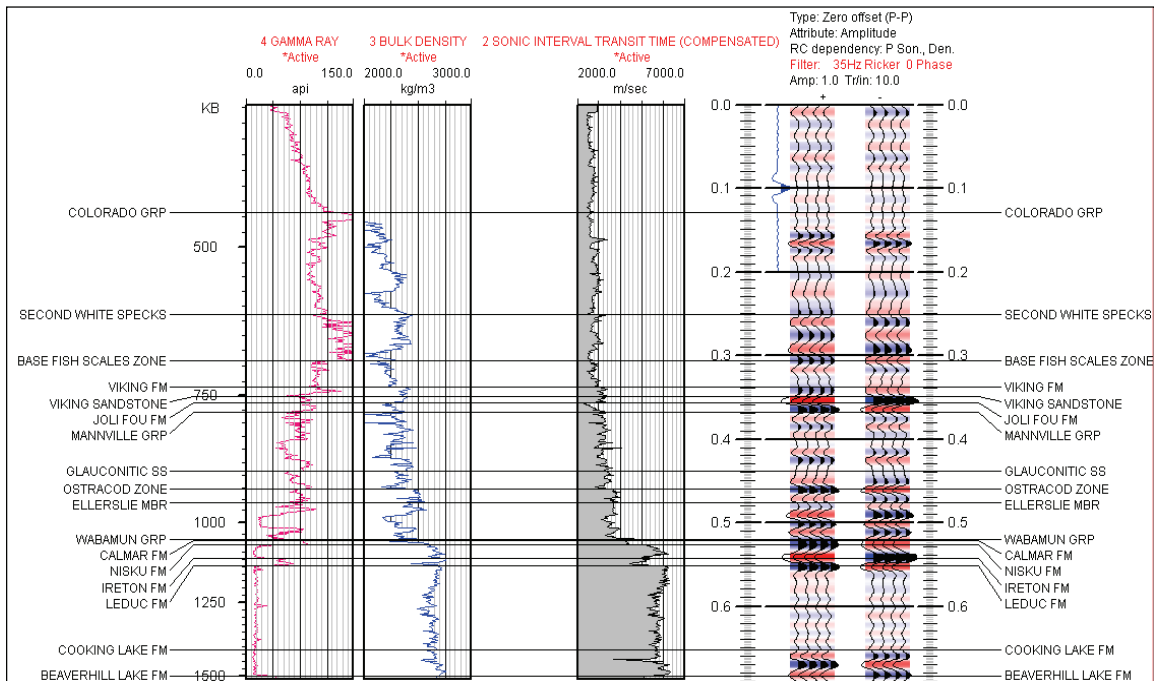 Type: Zero offset (P-P)
Attribute: Amplitude
RC dependency: P Son., Den.
Filter: 35Hz Ricker 0 Phase
Amp: 1.0 Tr/in: 10.0
+ -
4 GAMMA RAY
*Active
0.0 150.0
api
3 BULK DENSITY
*Active
2000.0 3000.0
kg/m3
2 SONIC INTERVAL TRANSIT TIME (COMPENSATED)
*Active
2000.0 7000.0
m/sec
KB
COLORADO GRP
500
SECOND WHITE SPECKS
BASE FISH SCALES ZONE
VIKING FM
750
VIKING SANDSTONE
JOLI FOU FM
MANNVILLE GRP
GLAUCONITIC SS
OSTRACOD ZONE
ELLERSLIE MBR
1000
WABAMUN GRP
CALMAR FM
NISKU FM
IRETON FM
LEDUC FM
1250
COOKING LAKE FM
BEAVERHILL LAKE FM
1500
0.0
0.1
0.2
0.3
0.4
0.5
0.6
0.0
0.1
0.2
0.3
0.4
0.5
0.6
COLORADO GRP
SECOND WHITE SPECKS
BASE FISH SCALES ZONE
VIKING FM
VIKING SANDSTONE
JOLI FOU FM
MANNVILLE GRP
GLAUCONITIC SS
OSTRACOD ZONE
ELLERSLIE MBR
WABAMUN GRP
CALMAR FM
NISKU FM
IRETON FM
LEDUC FM
COOKING LAKE FM
BEAVERHILL LAKE FM